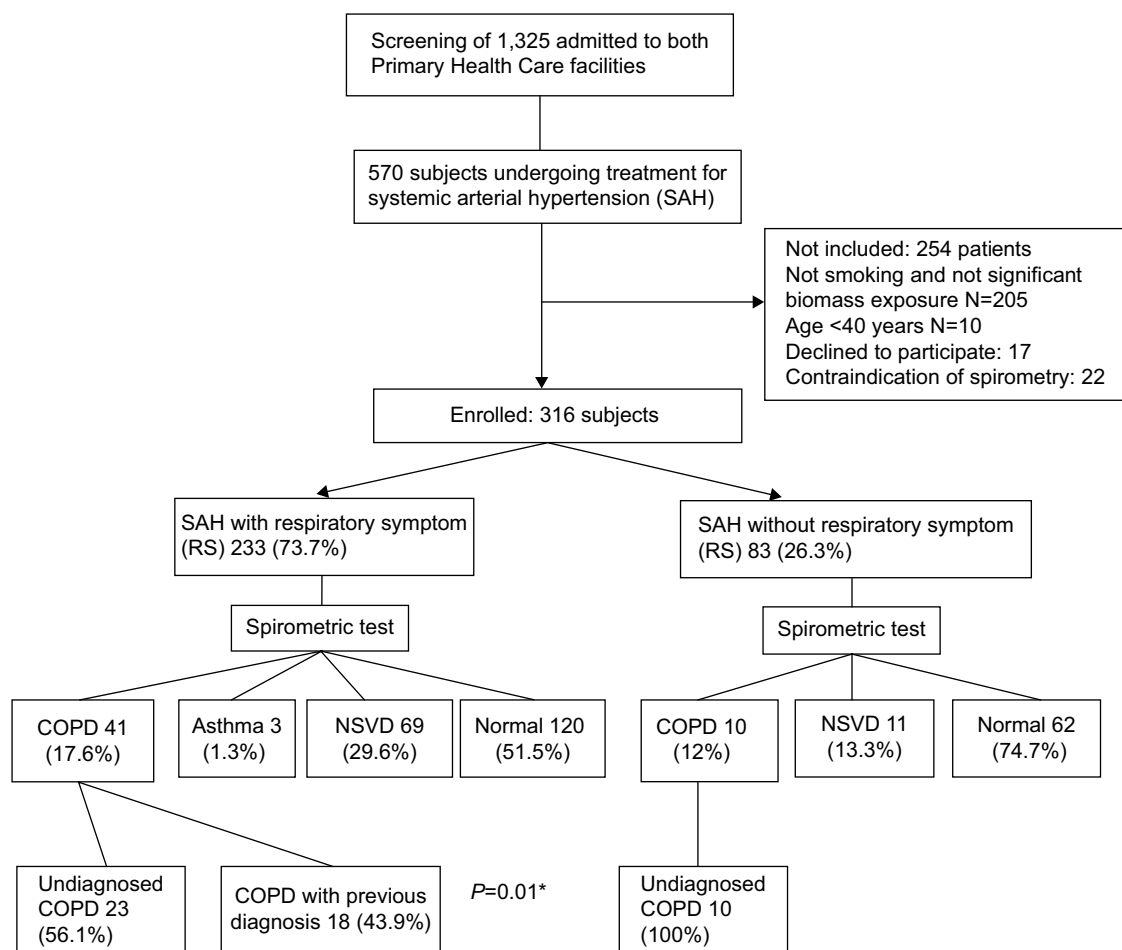 Screening of 1,325 admitted to both
Primary Health Care facilities
570 subjects undergoing treatment for
systemic arterial hypertension (SAH)
Not included: 254 patients
Not smoking and not significant
biomass exposure N=205
Age <40 years N=10
Declined to participate: 17
Contraindication of spirometry: 22
Enrolled: 316 subjects
SAH with respiratory symptom
(RS) 233 (73.7%)
SAH without respiratory symptom
(RS) 83 (26.3%)
Spirometric test
Spirometric test
COPD 41
(17.6%)
Asthma 3
(1.3%)
NSVD 69
(29.6%)
Normal 120
(51.5%)
COPD 10
(12%)
NSVD 11
(13.3%)
Normal 62
(74.7%)
Undiagnosed
COPD 23
(56.1%)
COPD with previous
diagnosis 18 (43.9%)
P=0.01*
Undiagnosed
COPD 10
(100%)